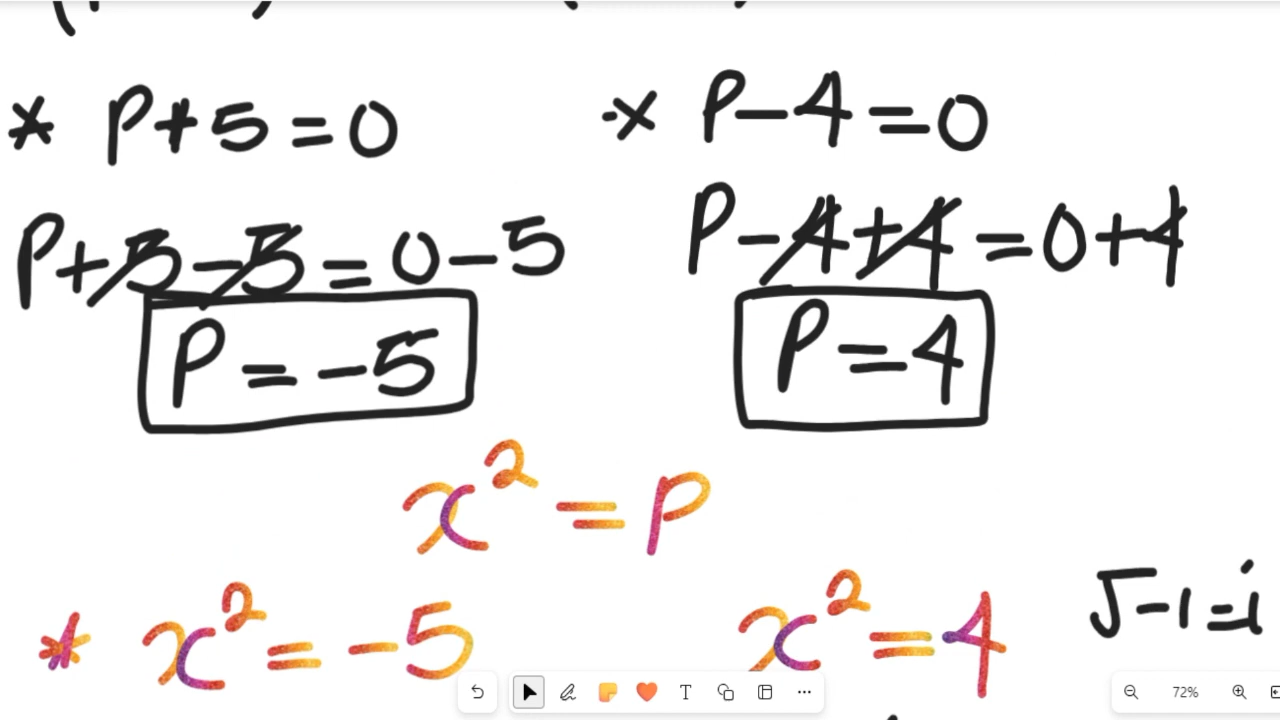 * P+5=0
P+5-5=0-5
P=-5
× P-4=0
P-4+4=0+4
P=4
x²=P
* x²=-5
x²=4
√-1=i
T
72%